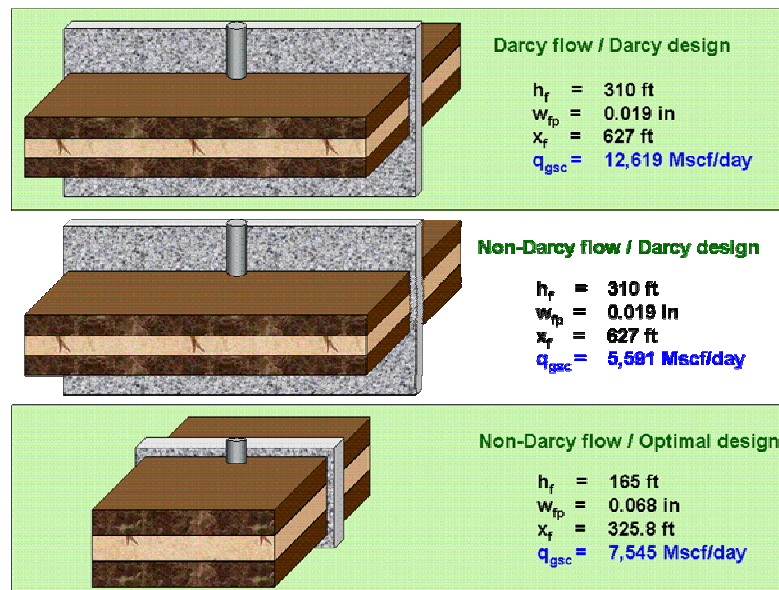 Darcy flow / Darcy design
hf = 310 ft
wfp = 0.019 in
xf = 627 ft
qgsc = 12,619 Mscf/day
Non-Darcy flow / Darcy design
hf = 310 ft
wfp = 0.019 in
xf = 627 ft
qgsc = 5,591 Mscf/day
Non-Darcy flow / Optimal design
hf = 165 ft
wfp = 0.068 in
xf = 325.8 ft
qgsc = 7,545 Mscf/day